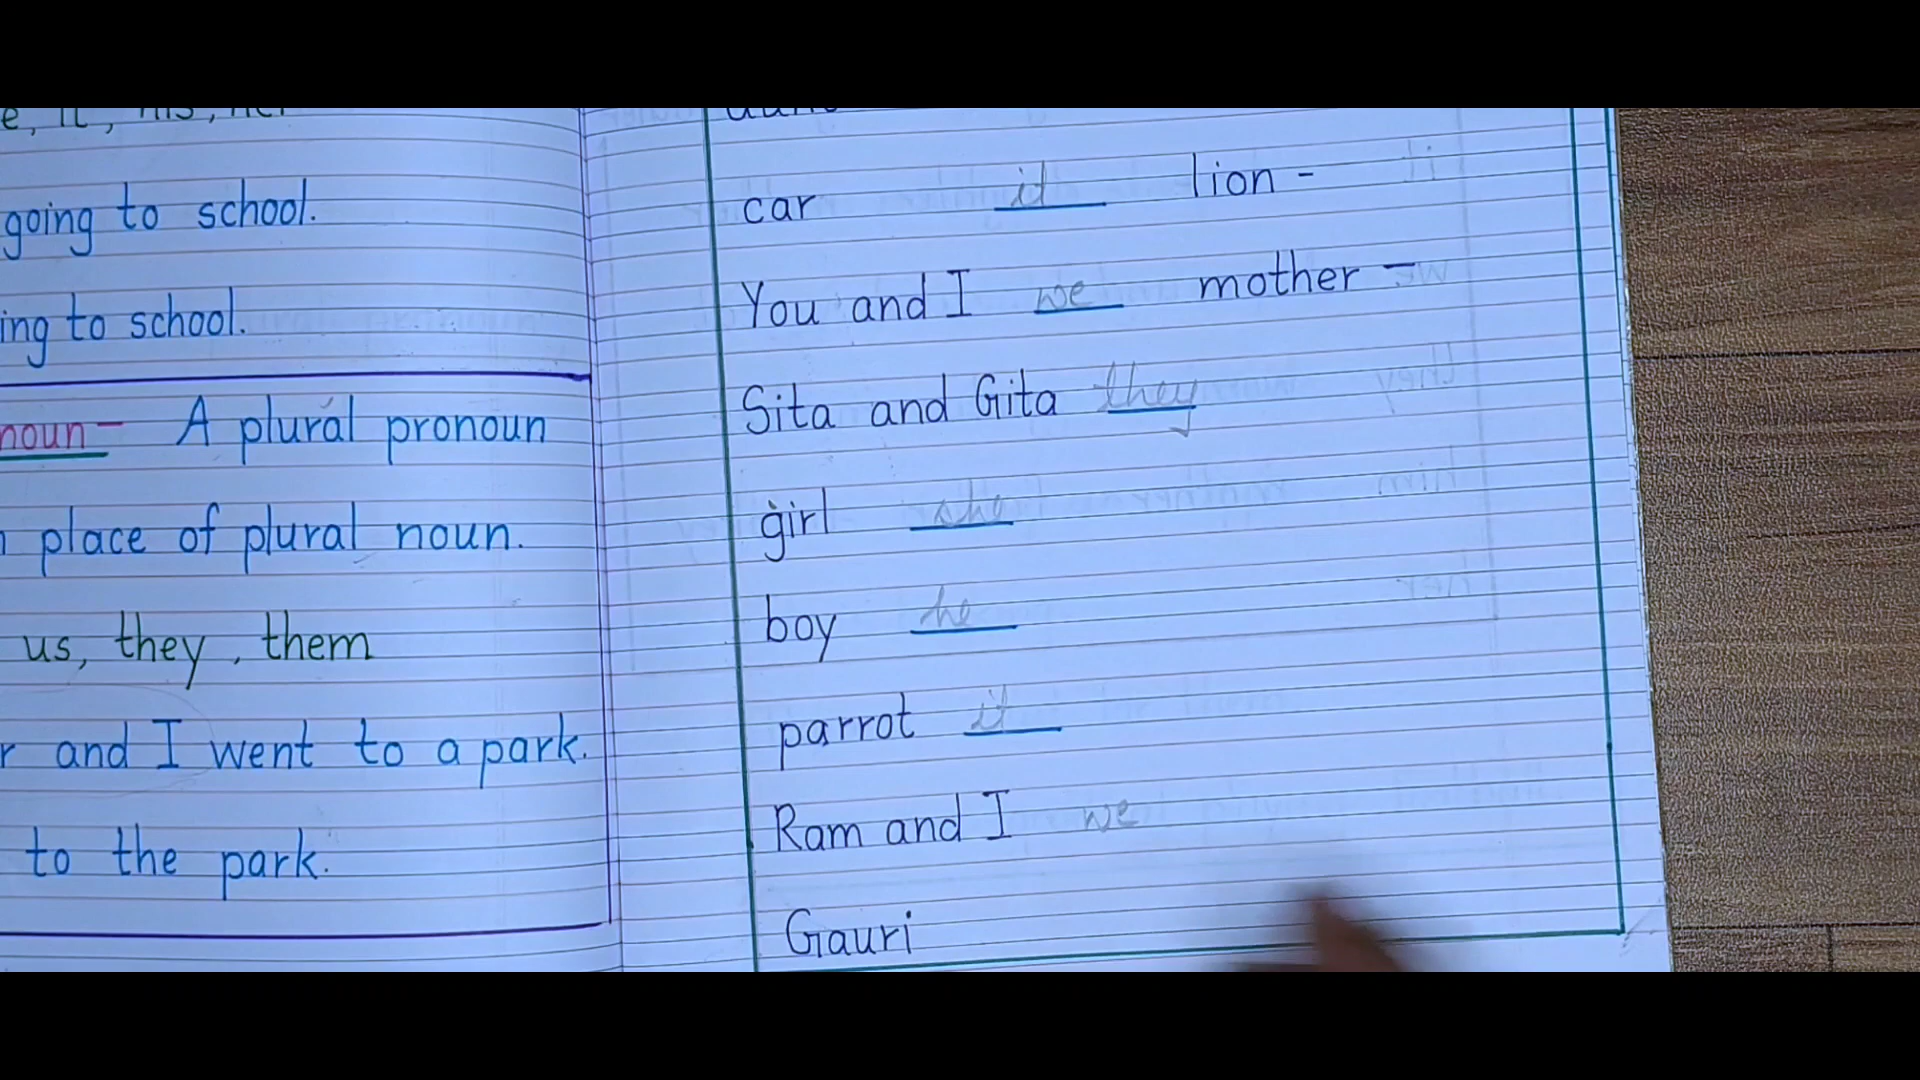 going to school.
ing to school.
noun - A plural pronoun
place of plural noun.
us, they, them
and I went to a park.
to the park.
car it lion -
You and I we mother -
Sita and Gita they
girl she
boy he
parrot it
Ram and I we
Gauri